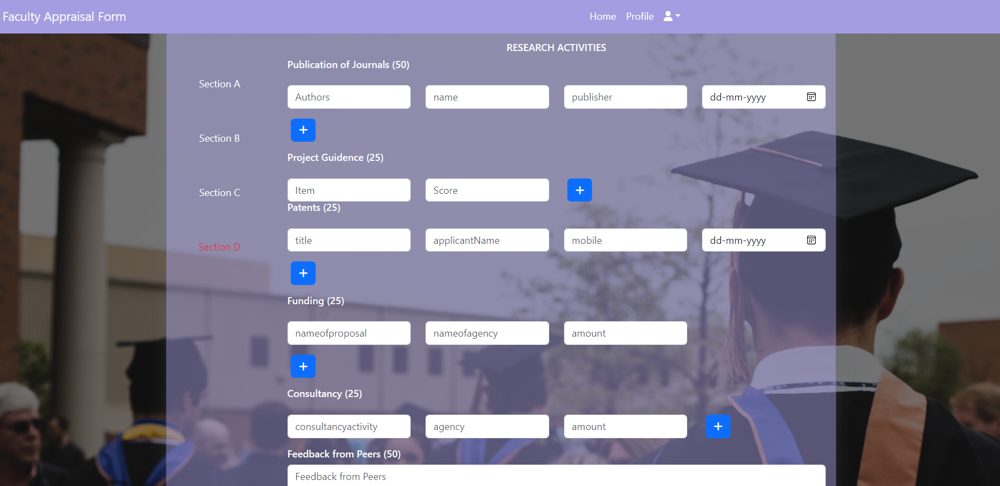 Faculty Appraisal Form
Home Profile
RESEARCH ACTIVITIES
Publication of Journals (50)
Section A
Authors name publisher dd-mm-yyyy
+
Section B
Project Guidence (25)
Section C
Item Score +
Patents (25)
title applicantName mobile dd-mm-yyyy
Section D
+
Funding (25)
nameofproposal nameofagency amount
+
Consultancy (25)
consultancyactivity agency amount +
Feedback from Peers (50)
Feedback from Peers